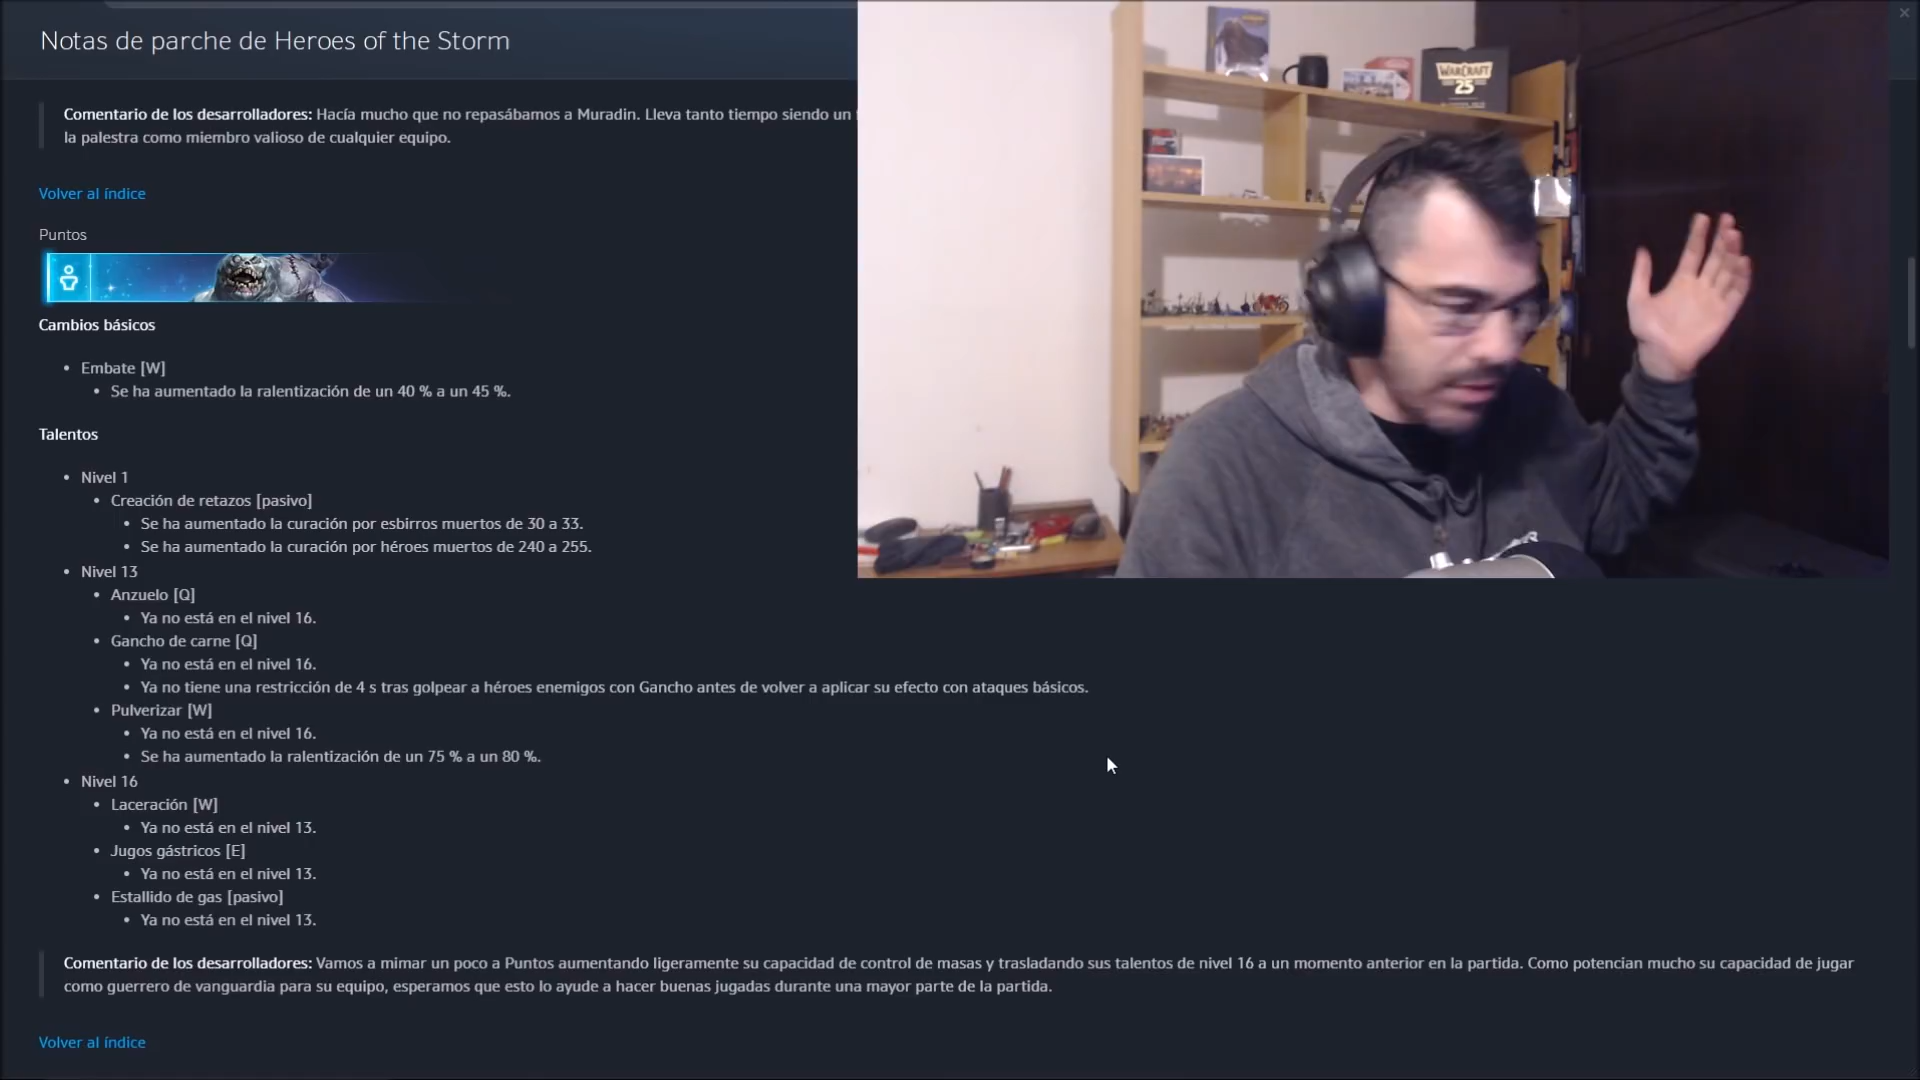 Notas de parche de Heroes of the Storm
Comentario de los desarrolladores: Hacía mucho que no repasábamos a Muradin. Lleva tanto tiempo siendo un
la palestra como miembro valioso de cualquier equipo.
Volver al índice
Puntos
Cambios básicos
Embate [W]
Se ha aumentado la ralentización de un 40 % a un 45 %.
Talentos
Nivel 1
Creación de retazos [pasivo]
Se ha aumentado la curación por esbirros muertos de 30 a 33.
Se ha aumentado la curación por héroes muertos de 240 a 255.
Nivel 13
Anzuelo [Q]
Ya no está en el nivel 16.
Gancho de carne [Q]
Ya no está en el nivel 16.
Ya no tiene una restricción de 4 s tras golpear a héroes enemigos con Gancho antes de volver a aplicar su efecto con ataques básicos.
Pulverizar [W]
Ya no está en el nivel 16.
Se ha aumentado la ralentización de un 75 % a un 80 %.
Nivel 16
Laceración [W]
Ya no está en el nivel 13.
Jugos gástricos [E]
Ya no está en el nivel 13.
Estallido de gas [pasivo]
Ya no está en el nivel 13.
Comentario de los desarrolladores: Vamos a mimar un poco a Puntos aumentando ligeramente su capacidad de control de masas y trasladando sus talentos de nivel 16 a un momento anterior en la partida. Como potencian mucho su capacidad de jugar
como guerrero de vanguardia para su equipo, esperamos que esto lo ayude a hacer buenas jugadas durante una mayor parte de la partida.
Volver al índice
WARCRAFT
25